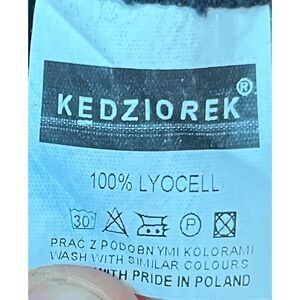 KEDZIOREK®
100% LYOCELL
30° P
PRAĆ Z PODOBNYMI KOLORAMI
WASH WITH SIMILAR COLOURS
WITH PRIDE IN POLAND